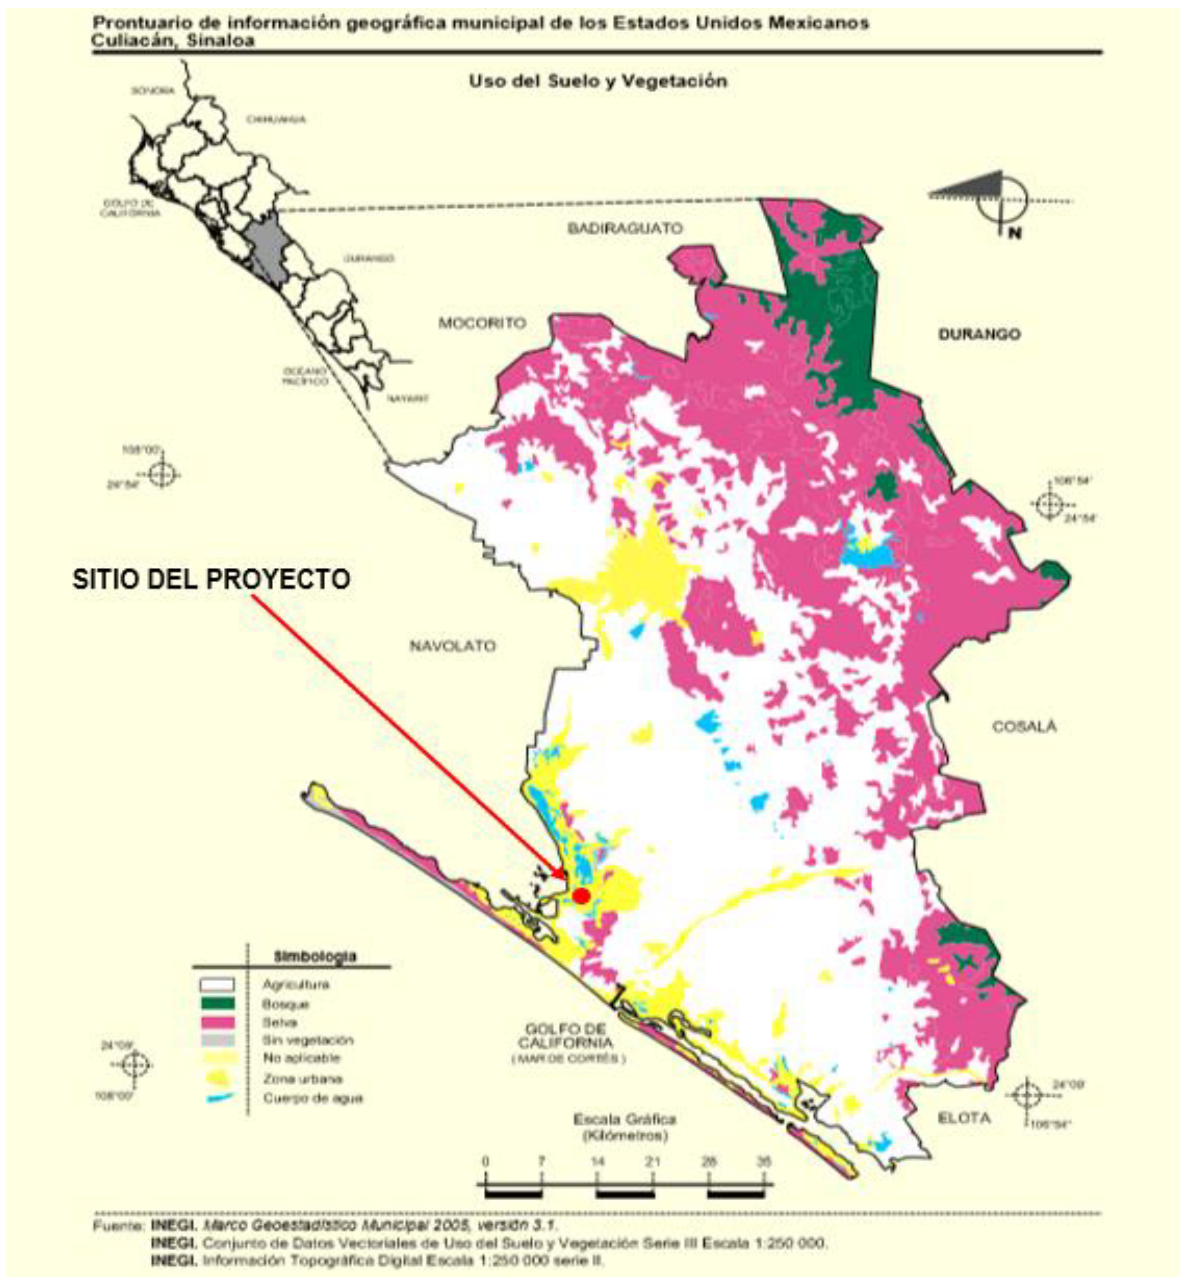 Prontuario de información geográfica municipal de los Estados Unidos Mexicanos
Culiacán, Sinaloa
Uso del Suelo y Vegetación
SONORA
CHIHUAHUA
GOLFO DE
CALIFORNIA
DURANGO
OCÉANO
PACÍFICO
NAYARIT
BADIRAGUATO
N
MOCORITO
DURANGO
108°00'
24°54'
106°54'
24°54'
SITIO DEL PROYECTO
NAVOLATO
COSALÁ
Simbología
Agricultura
Bosque
Selva
Sin vegetación
No aplicable
Zona urbana
Cuerpo de agua
GOLFO DE
CALIFORNIA
( MAR DE CORTÉS )
24°09'
108°00'
24°09'
106°54'
ELOTA
Escala Gráfica
(Kilómetros)
0 7 14 21 28 35
Fuente: INEGI. Marco Geoestadístico Municipal 2005, versión 3.1.
INEGI. Conjunto de Datos Vectoriales de Uso del Suelo y Vegetación Serie III Escala 1:250 000.
INEGI. Información Topográfica Digital Escala 1:250 000 serie II.